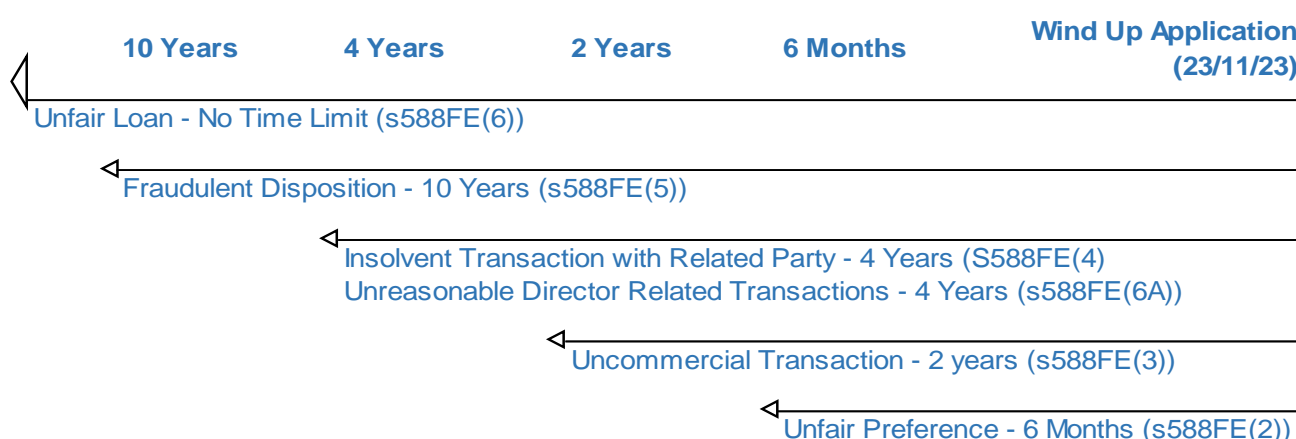 10 Years 4 Years 2 Years 6 Months Wind Up Application
(23/11/23)
Unfair Loan - No Time Limit (s588FE(6))
Fraudulent Disposition - 10 Years (s588FE(5))
Insolvent Transaction with Related Party - 4 Years (S588FE(4)
Unreasonable Director Related Transactions - 4 Years (s588FE(6A))
Uncommercial Transaction - 2 years (s588FE(3))
Unfair Preference - 6 Months (s588FE(2))